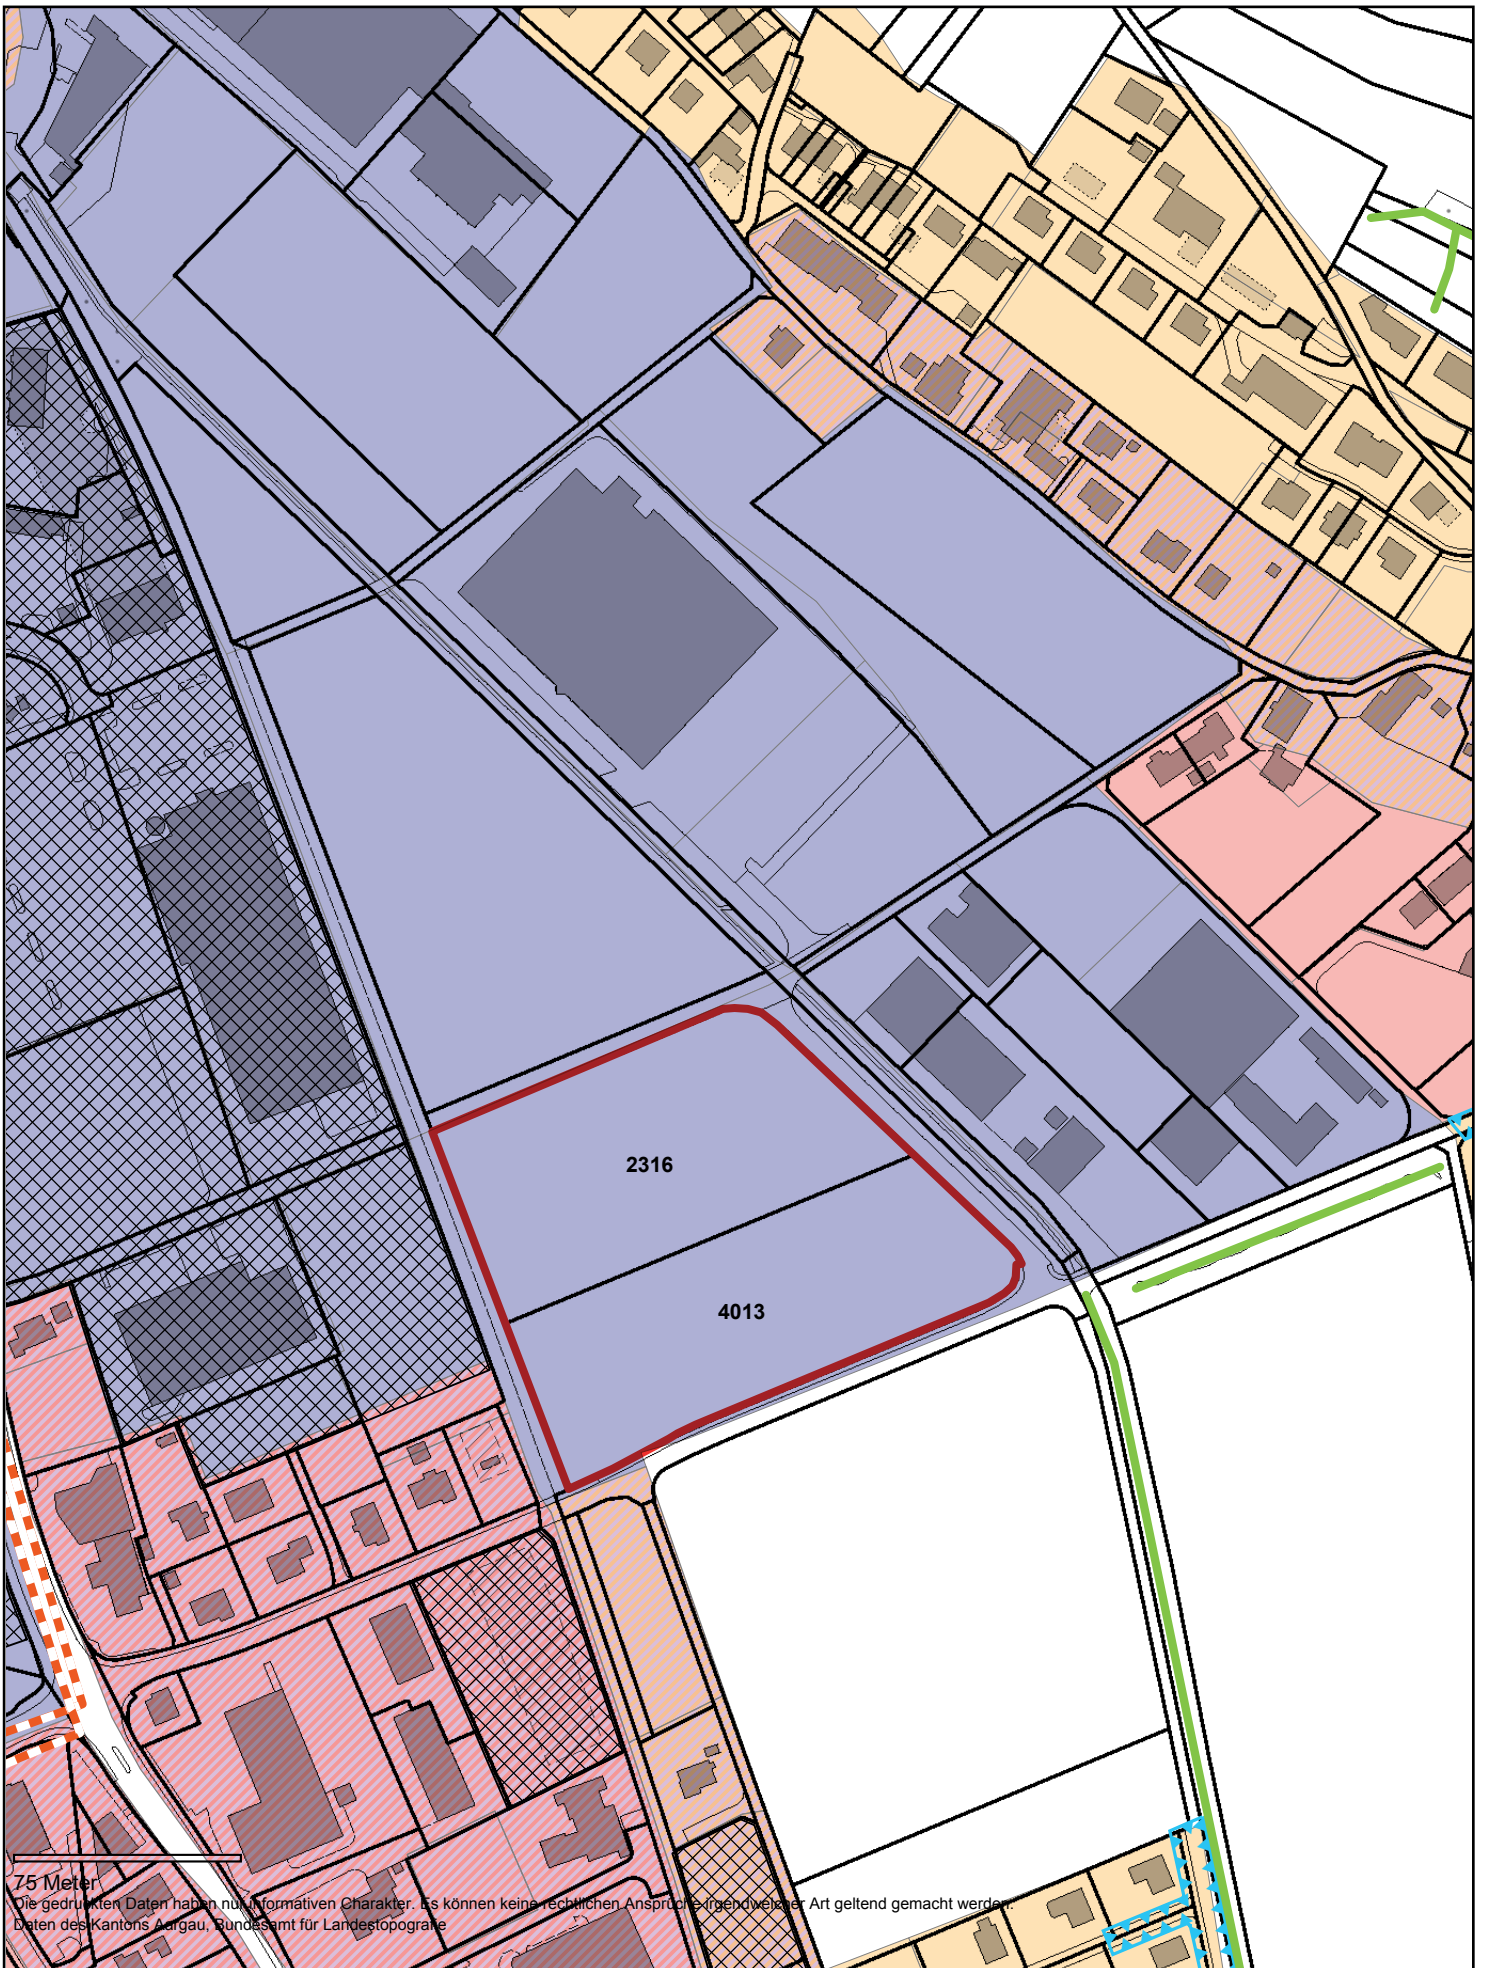 2316
4013
75 Meter
Die gedruckten Daten haben nur informativen Charakter. Es können keine rechtlichen Ansprüche irgendwelcher Art geltend gemacht werden.
Daten des Kantons Aargau, Bundesamt für Landestopografie